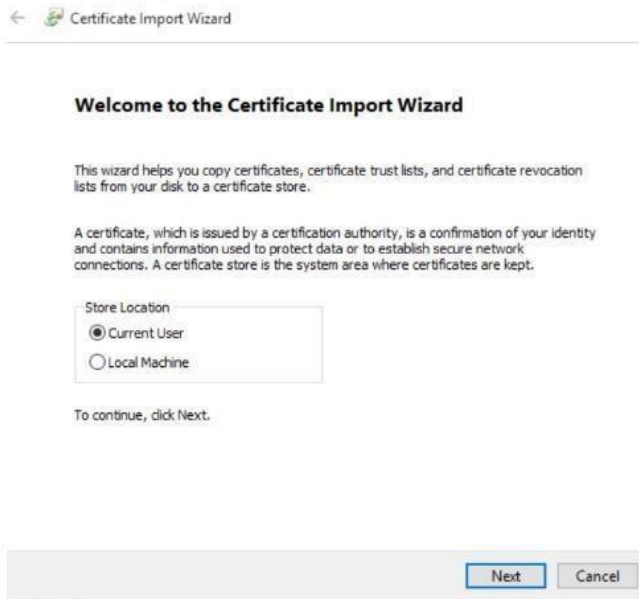 Certificate Import Wizard
Welcome to the Certificate Import Wizard
This wizard helps you copy certificates, certificate trust lists, and certificate revocation
lists from your disk to a certificate store.
A certificate, which is issued by a certification authority, is a confirmation of your identity
and contains information used to protect data or to establish secure network
connections. A certificate store is the system area where certificates are kept.
Store Location
Current User
Local Machine
To continue, click Next.
Next
Cancel